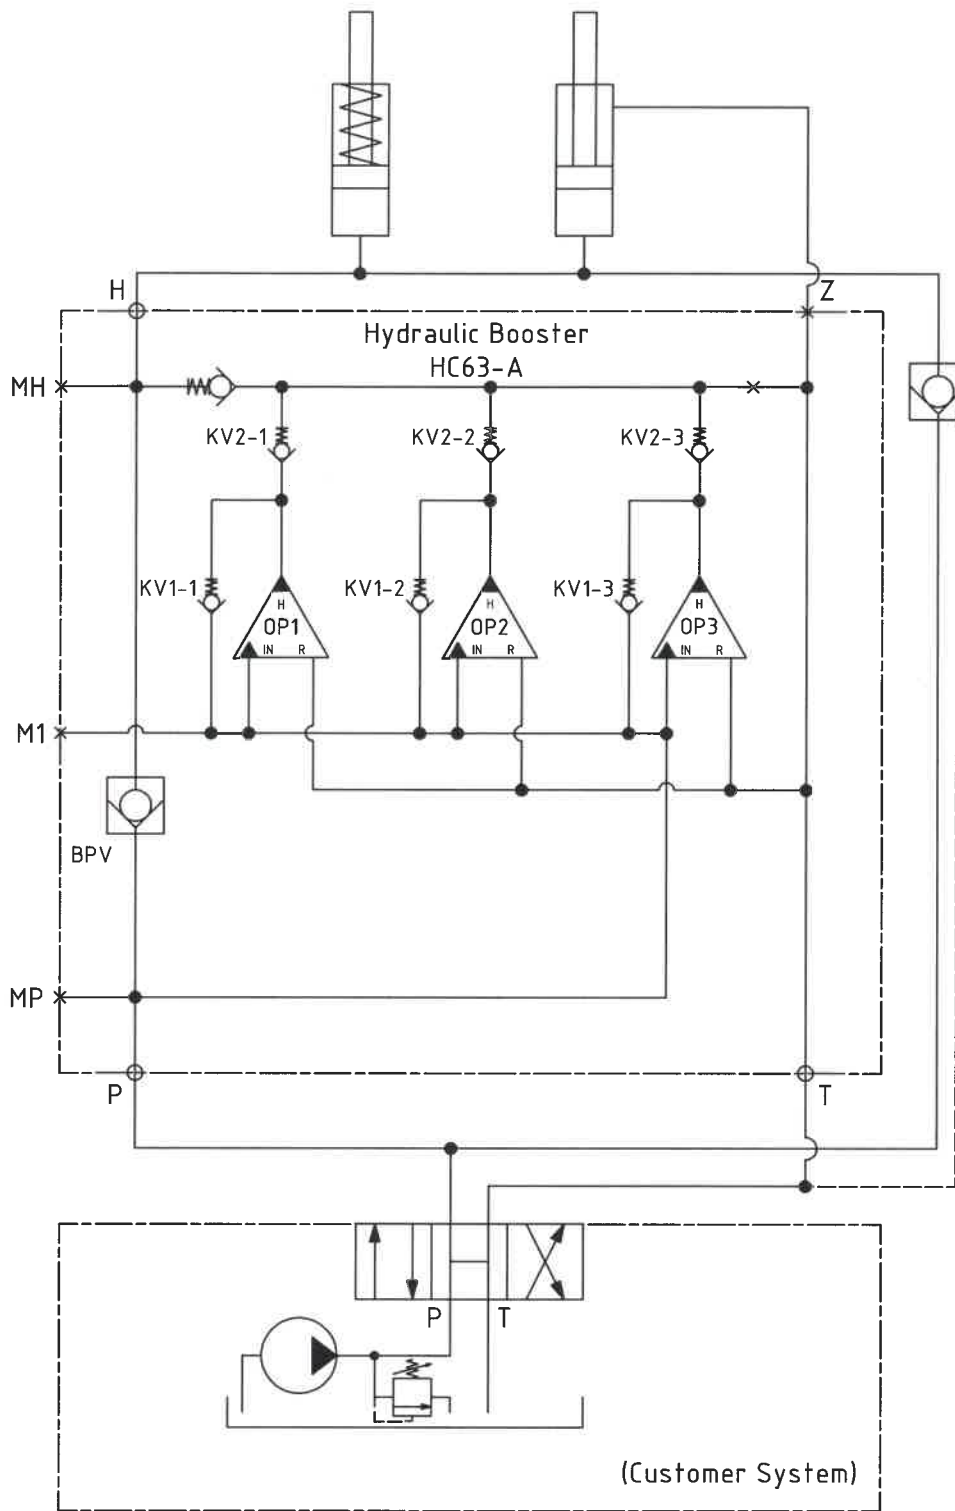 H
Z
Hydraulic Booster
HC63-A
MH
KV2-1
KV2-2
KV2-3
KV1-1
KV1-2
KV1-3
H
H
H
OP1
OP2
OP3
IN R
IN R
IN R
M1
BPV
MP
P
T
P
T
(Customer System)